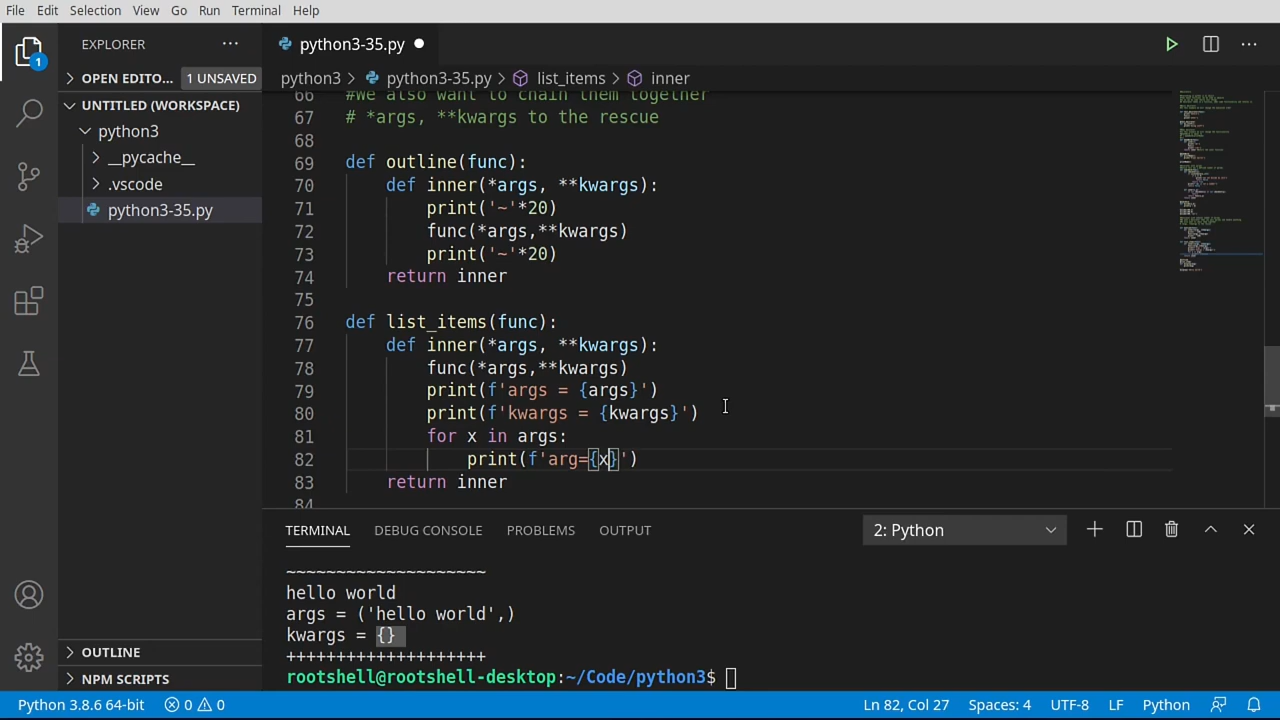 File Edit Selection View Go Run Terminal Help
1
EXPLORER
OPEN EDITO... 1 UNSAVED
UNTITLED (WORKSPACE)
python3
__pycache__
.vscode
python3-35.py
OUTLINE
NPM SCRIPTS
python3-35.py
python3 > python3-35.py > list_items > inner
66 #We also want to chain them together
67 # *args, **kwargs to the rescue
68
69 def outline(func):
70 def inner(*args, **kwargs):
71 print('~'*20)
72 func(*args,**kwargs)
73 print('~'*20)
74 return inner
75
76 def list_items(func):
77 def inner(*args, **kwargs):
78 func(*args,**kwargs)
79 print(f'args = {args}')
80 print(f'kwargs = {kwargs}')
81 for x in args:
82 print(f'arg={x}')
83 return inner
84
TERMINAL DEBUG CONSOLE PROBLEMS OUTPUT 2: Python
~~~~~~~~~~~~~~~~~~~~
hello world
args = ('hello world',)
kwargs = {}
++++++++++++++++++++
rootshell@rootshell-desktop:~/Code/python3$
Python 3.8.6 64-bit 0 0 Ln 82, Col 27 Spaces: 4 UTF-8 LF Python